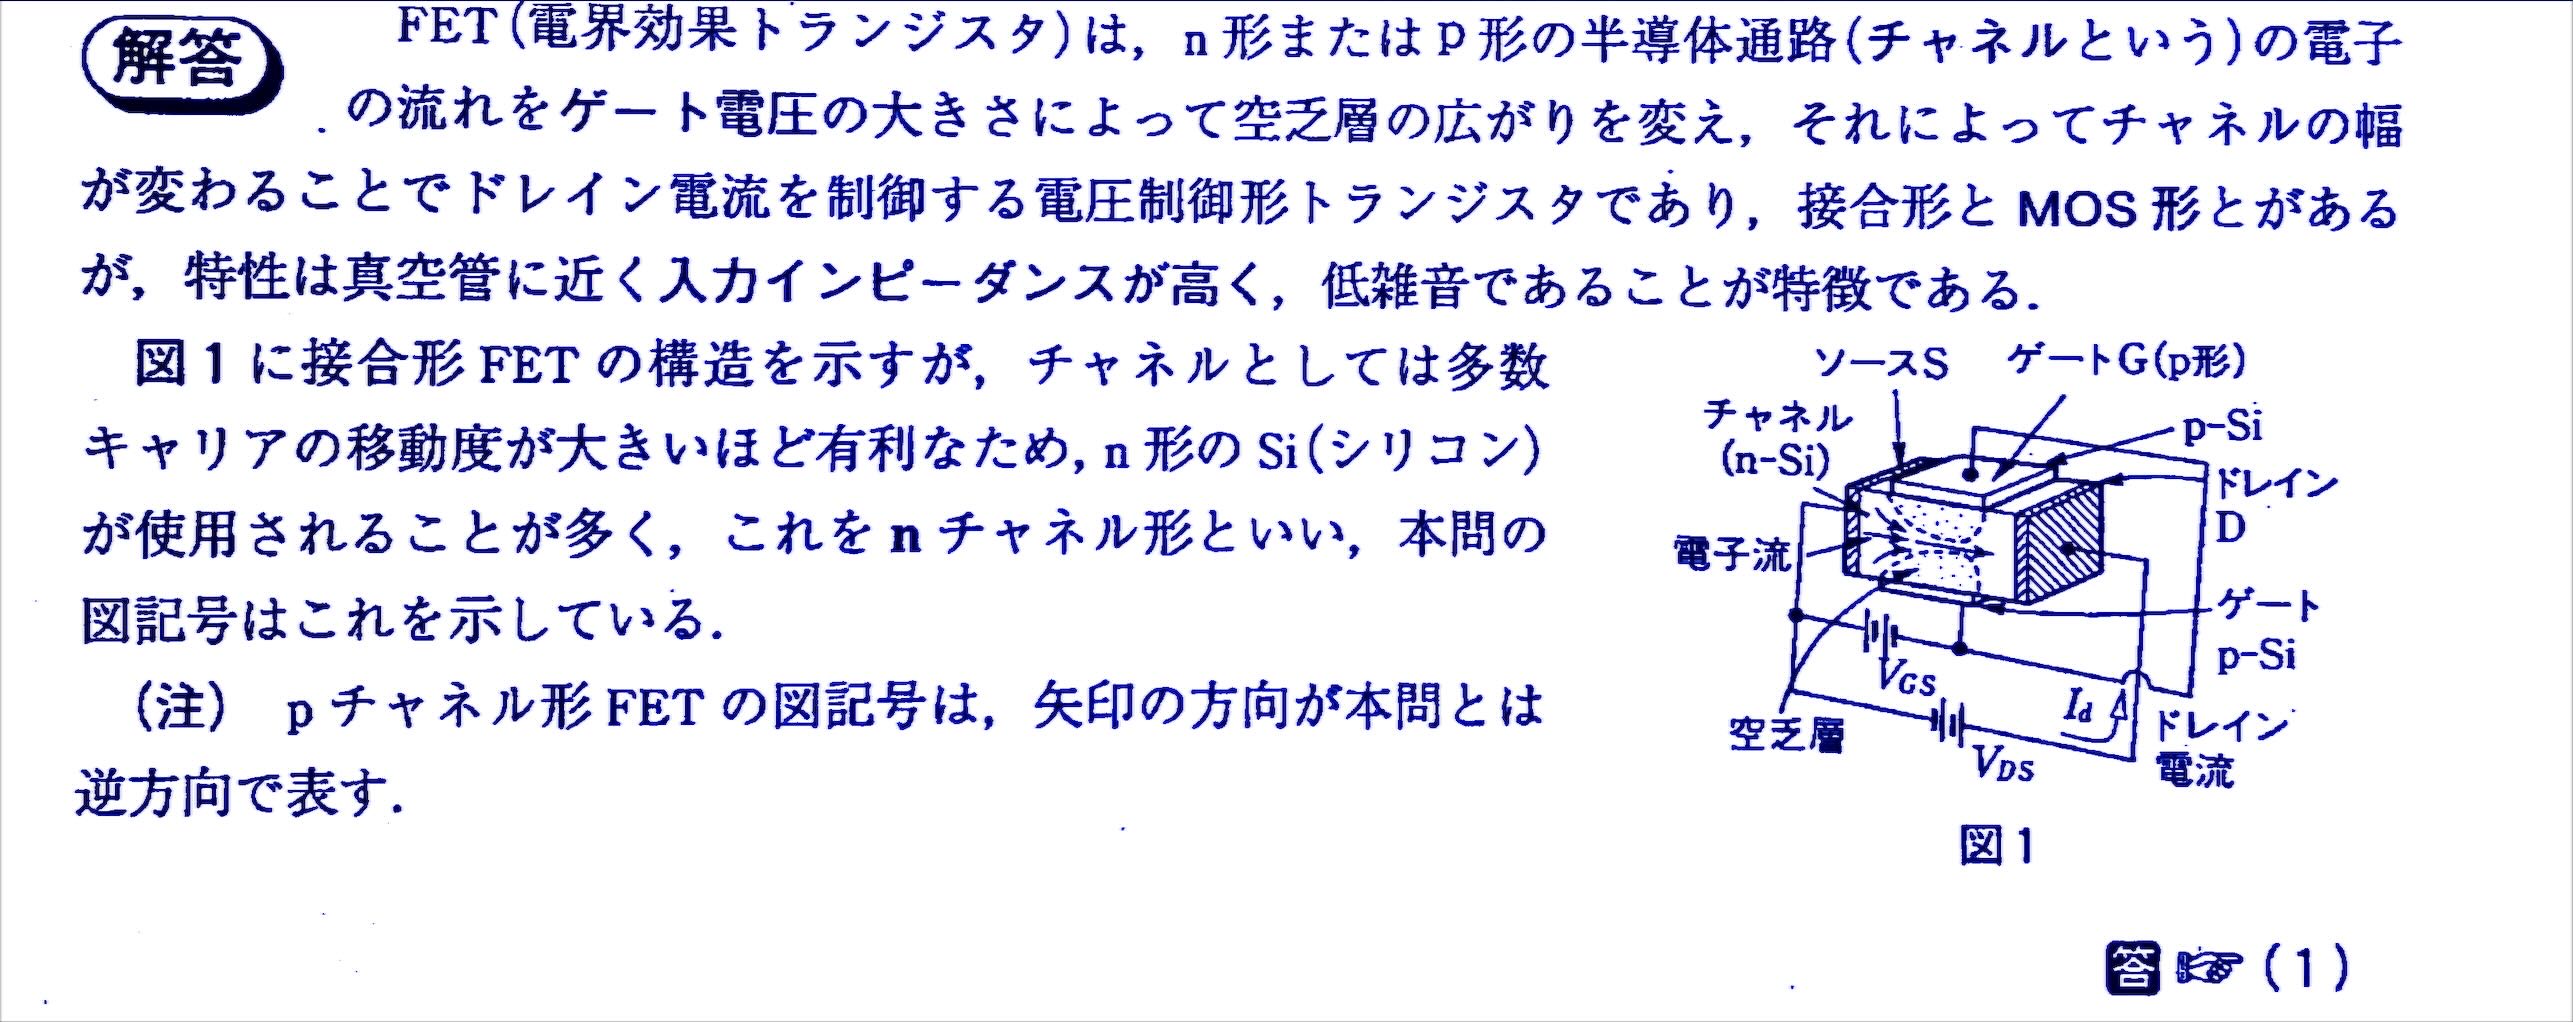 解答
FET(電界効果トランジスタ)は，n形またはp形の半導体通路(チャネルという)の電子
の流れをゲート電圧の大きさによって空乏層の広がりを変え，それによってチャネルの幅
が変わることでドレイン電流を制御する電圧制御形トランジスタであり，接合形とMOS形とがある
が，特性は真空管に近く入力インピーダンスが高く，低雑音であることが特徴である．
図1に接合形FETの構造を示すが，チャネルとしては多数
キャリアの移動度が大きいほど有利なため，n形のSi(シリコン)
が使用されることが多く，これをnチャネル形といい，本問の
図記号はこれを示している．
(注) pチャネル形FETの図記号は，矢印の方向が本問とは
逆方向で表す．
ソースS
ゲートG(p形)
チャネル
(n-Si)
p-Si
ドレイン
D
電子流
ゲート
p-Si
VGS
Id
ドレイン
電流
空乏層
VDS
図1
答☞(1)